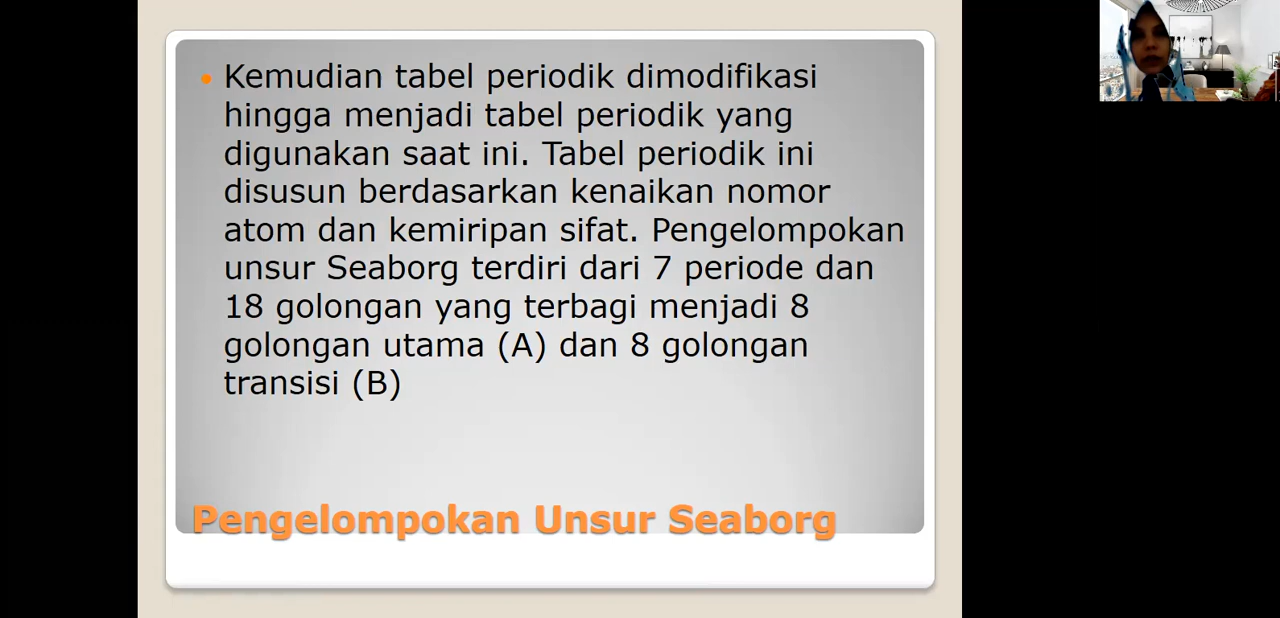 Kemudian tabel periodik dimodifikasi
hingga menjadi tabel periodik yang
digunakan saat ini. Tabel periodik ini
disusun berdasarkan kenaikan nomor
atom dan kemiripan sifat. Pengelompokan
unsur Seaborg terdiri dari 7 periode dan
18 golongan yang terbagi menjadi 8
golongan utama (A) dan 8 golongan
transisi (B)
Pengelompokan Unsur Seaborg